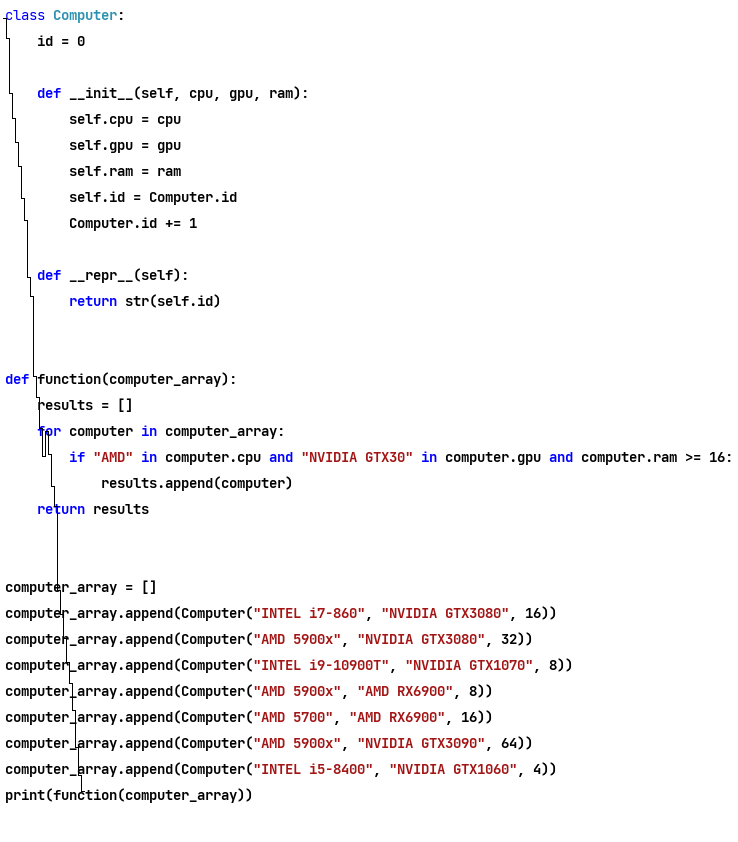 class Computer:
    id = 0

    def __init__(self, cpu, gpu, ram):
        self.cpu = cpu
        self.gpu = gpu
        self.ram = ram
        self.id = Computer.id
        Computer.id += 1

    def __repr__(self):
        return str(self.id)


def function(computer_array):
    results = []
    for computer in computer_array:
        if "AMD" in computer.cpu and "NVIDIA GTX30" in computer.gpu and computer.ram >= 16:
            results.append(computer)
    return results


computer_array = []
computer_array.append(Computer("INTEL i7-860", "NVIDIA GTX3080", 16))
computer_array.append(Computer("AMD 5900x", "NVIDIA GTX3080", 32))
computer_array.append(Computer("INTEL i9-10900T", "NVIDIA GTX1070", 8))
computer_array.append(Computer("AMD 5900x", "AMD RX6900", 8))
computer_array.append(Computer("AMD 5700", "AMD RX6900", 16))
computer_array.append(Computer("AMD 5900x", "NVIDIA GTX3090", 64))
computer_array.append(Computer("INTEL i5-8400", "NVIDIA GTX1060", 4))
print(function(computer_array))